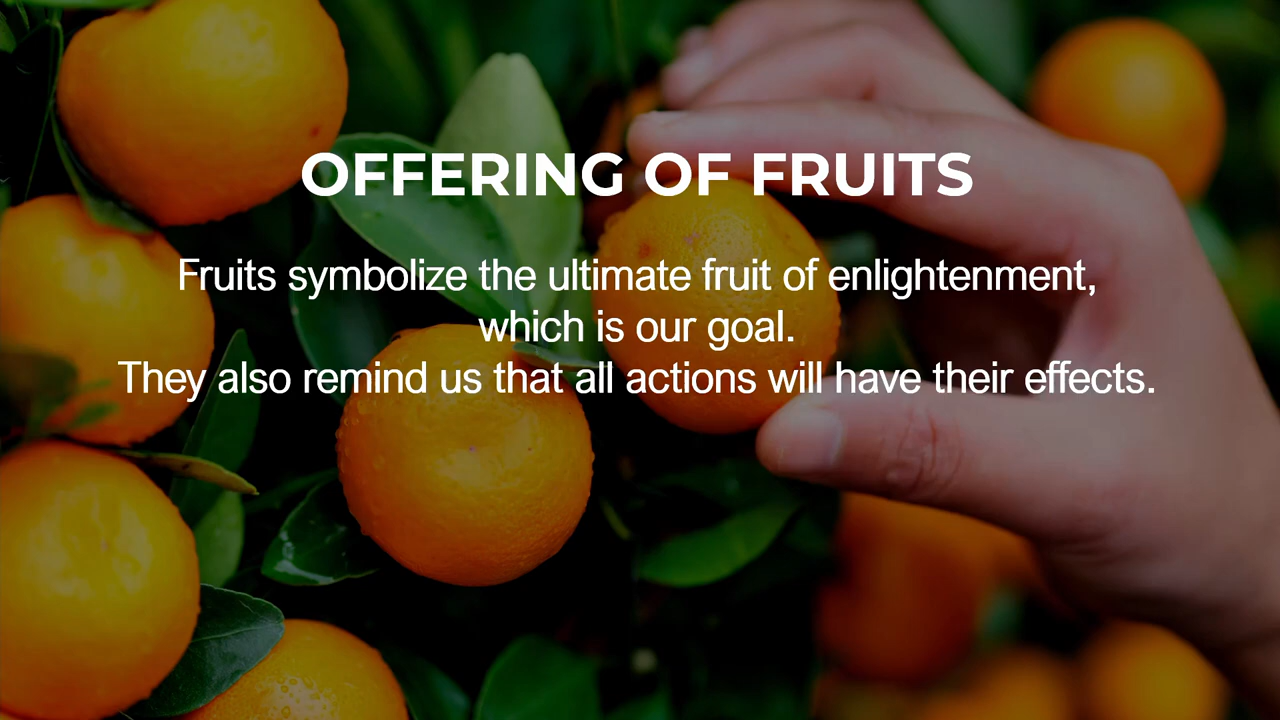 OFFERING OF FRUITS
Fruits symbolize the ultimate fruit of enlightenment,
which is our goal.
They also remind us that all actions will have their effects.